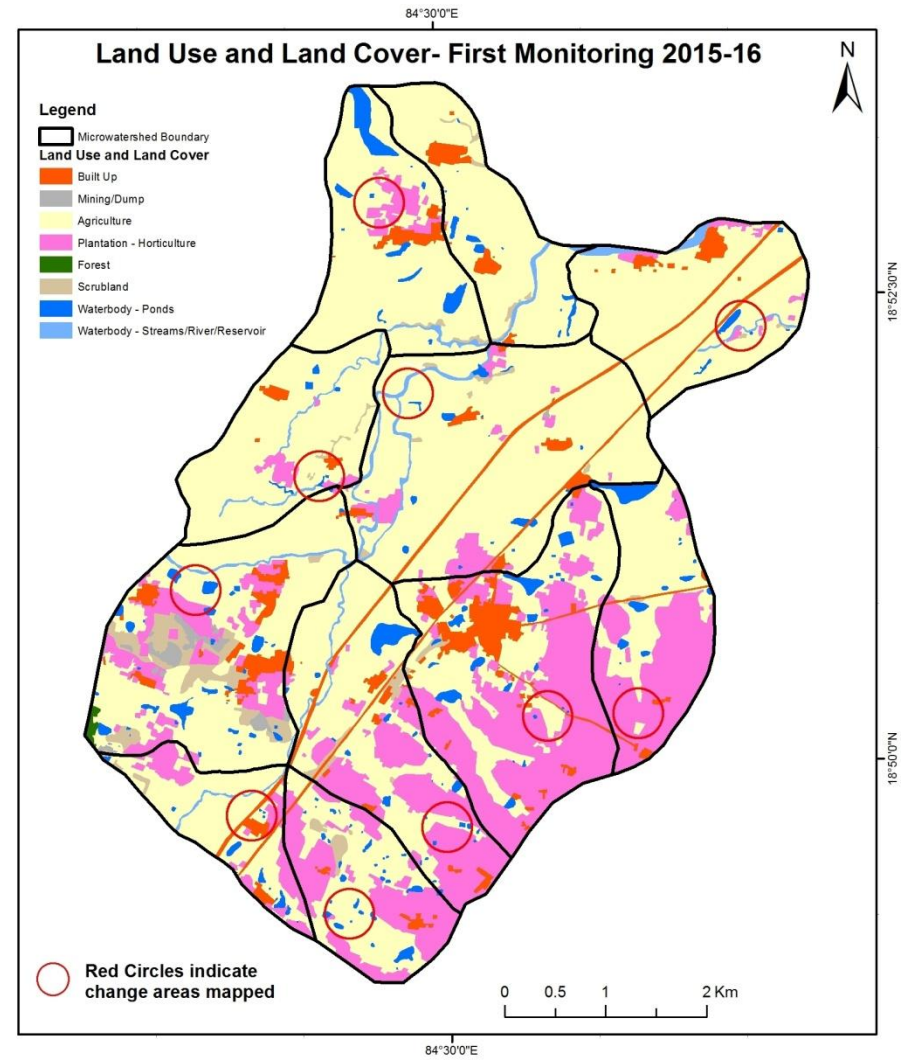 84°30'0"E
Land Use and Land Cover- First Monitoring 2015-16
N
Legend
Microwatershed Boundary
Land Use and Land Cover
Built Up
Mining/Dump
Agriculture
Plantation - Horticulture
Forest
Scrubland
Waterbody - Ponds
Waterbody - Streams/River/Reservoir
18°52'30"N
18°50'0"N
Red Circles indicate
change areas mapped
0 0.5 1 2 Km
84°30'0"E